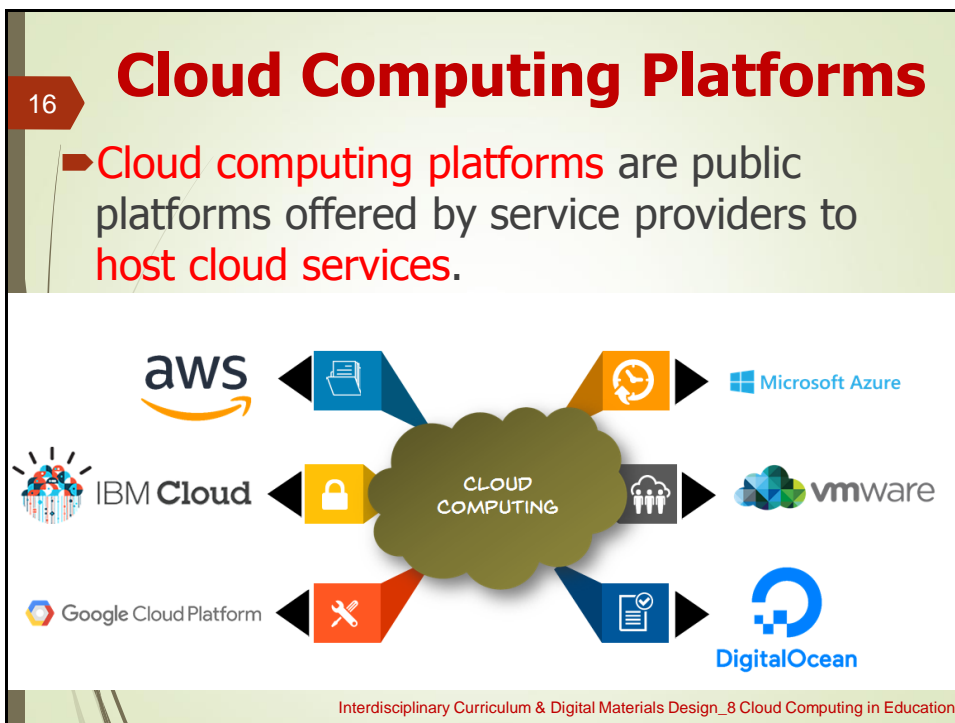 Cloud Computing Platforms
16
Cloud computing platforms are public
platforms offered by service providers to
host cloud services.
aws
Microsoft Azure
IBM Cloud
CLOUD
COMPUTING
vmware
Google Cloud Platform
DigitalOcean
Interdisciplinary Curriculum & Digital Materials Design_8 Cloud Computing in Education